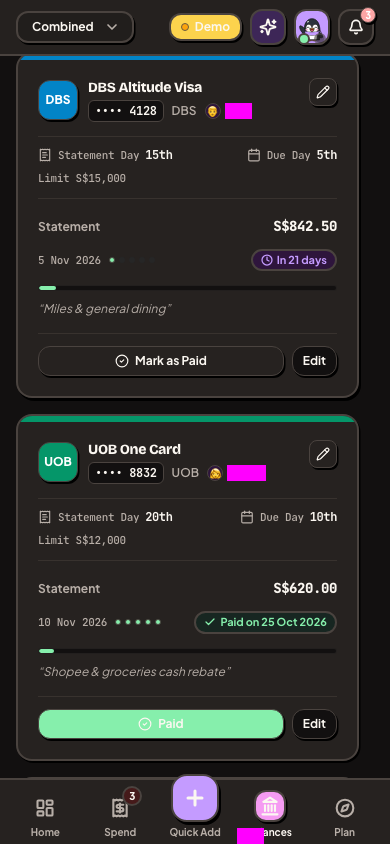 Combined
Demo
3
DBS
DBS Altitude Visa
•••• 4128 DBS
Statement Day 15th
Due Day 5th
Limit S$15,000
Statement
S$842.50
5 Nov 2026
In 21 days
“Miles & general dining”
Mark as Paid
Edit
UOB
UOB One Card
•••• 8832 UOB
Statement Day 20th
Due Day 10th
Limit S$12,000
Statement
S$620.00
10 Nov 2026
Paid on 25 Oct 2026
“Shopee & groceries cash rebate”
Paid
Edit
3
Home
Spend
Quick Add
ances
Plan